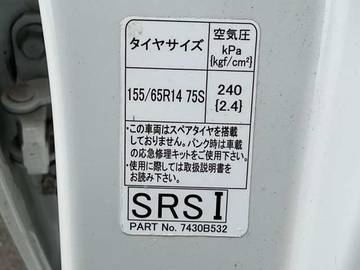 タイヤサイズ 空気圧
kPa
{kgf/cm²}
155/65R14 75S 240
{2.4}
・この車両はスペアタイヤを搭載
しておりません。パンク時は車載
の応急修理キットをご使用下さい。
・使用に際しては取扱説明書を
お読み下さい。
SRS I
PART No. 7430B532